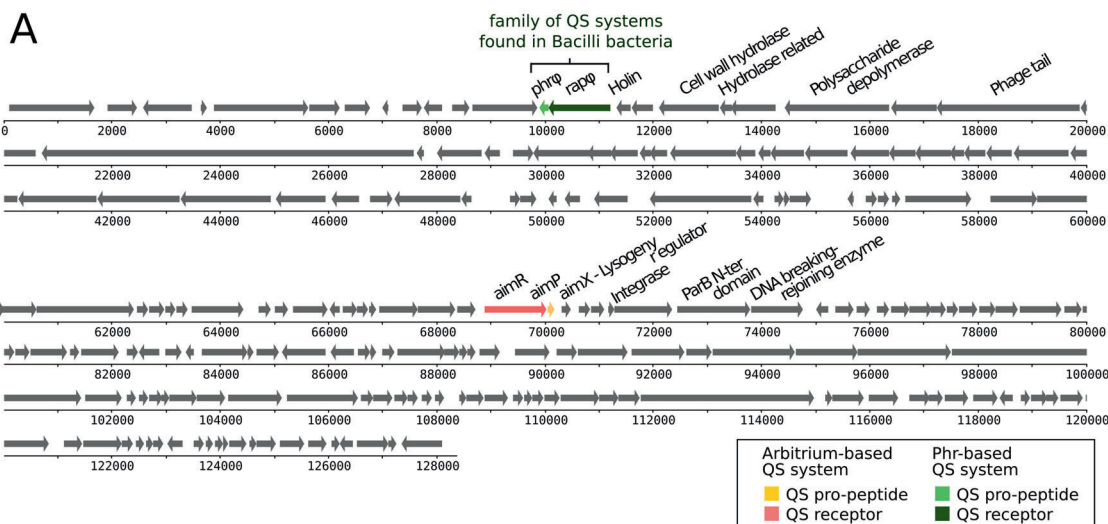 A
family of QS systems
found in Bacilli bacteria
phrφ
rapφ
Holin
Cell wall hydrolase
Hydrolase related
Polysaccharide
depolymerase
Phage tail
0 2000 4000 6000 8000 10000 12000 14000 16000 18000 20000
22000 24000 26000 28000 30000 32000 34000 36000 38000 40000
42000 44000 46000 48000 50000 52000 54000 56000 58000 60000
aimR
aimP
aimX - Lysogeny
regulator
Integrase
ParB N-ter
domain
DNA breaking-
rejoining enzyme
62000 64000 66000 68000 70000 72000 74000 76000 78000 80000
82000 84000 86000 88000 90000 92000 94000 96000 98000 100000
102000 104000 106000 108000 110000 112000 114000 116000 118000 120000
122000 124000 126000 128000
Arbitrium-based
QS system
QS pro-peptide
QS receptor
Phr-based
QS system
QS pro-peptide
QS receptor